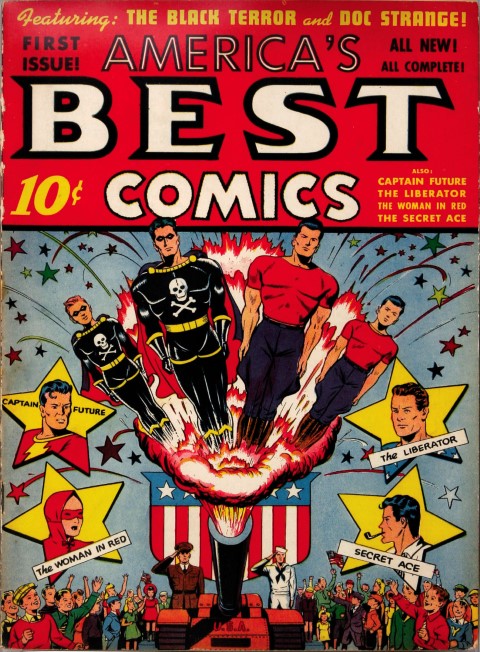 Featuring: THE BLACK TERROR and DOC STRANGE!
FIRST
ISSUE!
AMERICA'S
ALL NEW!
ALL COMPLETE!
BEST
10¢
COMICS
ALSO:
CAPTAIN FUTURE
THE LIBERATOR
THE WOMAN IN RED
THE SECRET ACE
CAPTAIN FUTURE
The LIBERATOR
The WOMAN IN RED
SECRET ACE
U.S.A.